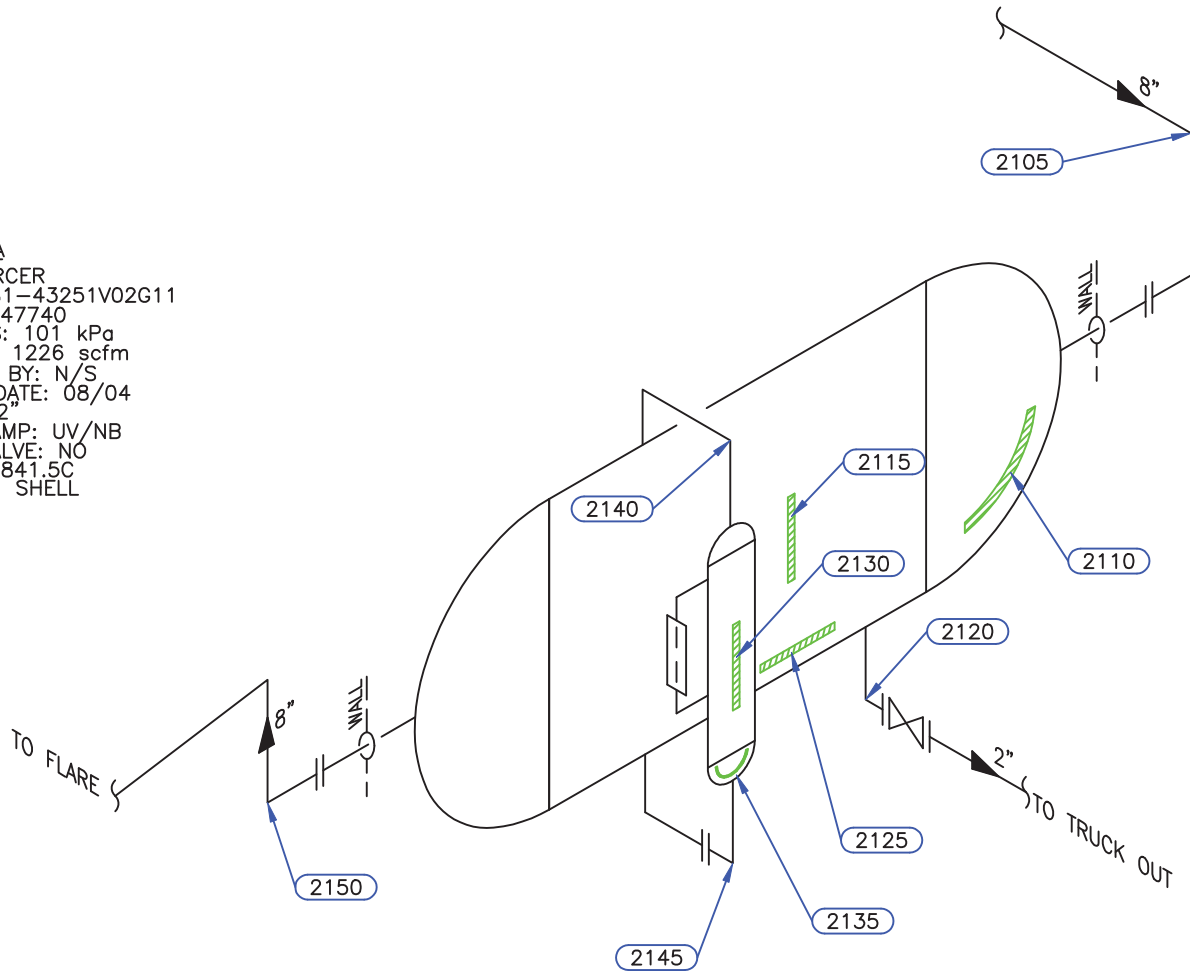 8"
2105
A
RCER
1-43251V02G11
47740
: 101 kPa
1226 scfm
BY: N/S
DATE: 08/04
2"
AMP: UV/NB
ALVE: NO
841.5C
SHELL
WALL
2115
2140
2110
2130
2120
WALL
8"
TO FLARE
2"
TO TRUCK OUT
2125
2150
2135
2145